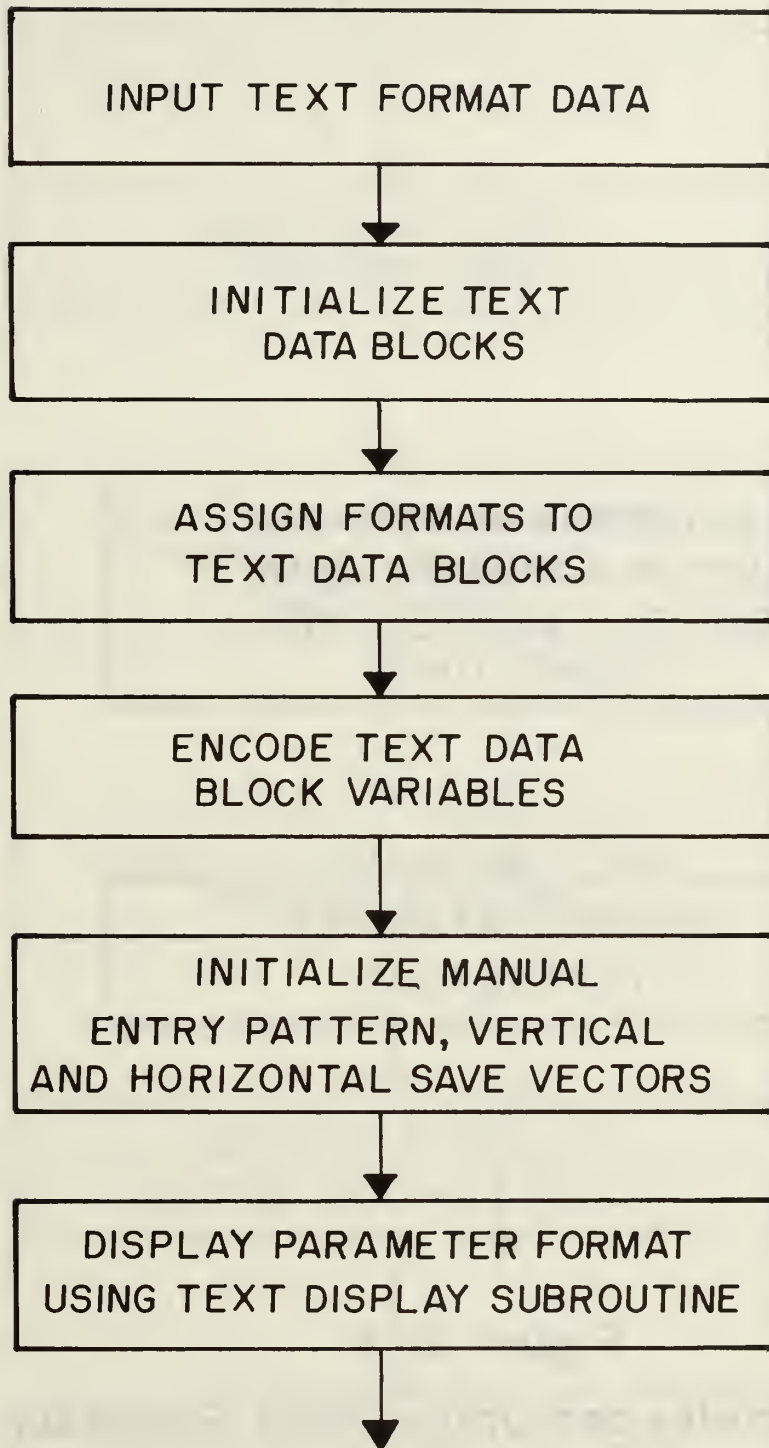 INPUT TEXT FORMAT DATA
INITIALIZE TEXT
DATA BLOCKS
ASSIGN FORMATS TO
TEXT DATA BLOCKS
ENCODE TEXT DATA
BLOCK VARIABLES
INITIALIZE MANUAL
ENTRY PATTERN, VERTICAL
AND HORIZONTAL SAVE VECTORS
DISPLAY PARAMETER FORMAT
USING TEXT DISPLAY SUBROUTINE